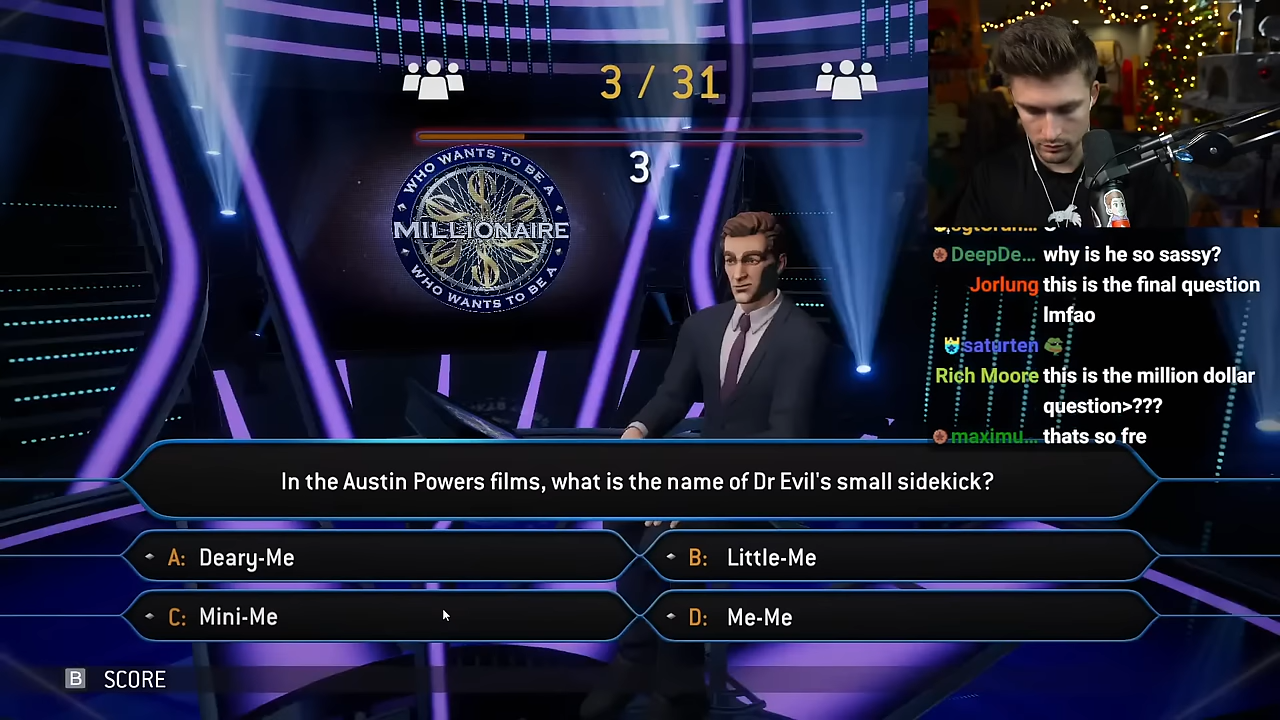 3 / 31
3
WHO WANTS TO BE A
MILLIONAIRE
WHO WANTS TO BE A
DeepDe... why is he so sassy?
Jorlung this is the final question
lmfao
saturten
Rich Moore this is the million dollar
question>???
maximu... thats so fre
In the Austin Powers films, what is the name of Dr Evil's small sidekick?
A: Deary-Me
B: Little-Me
C: Mini-Me
D: Me-Me
B SCORE